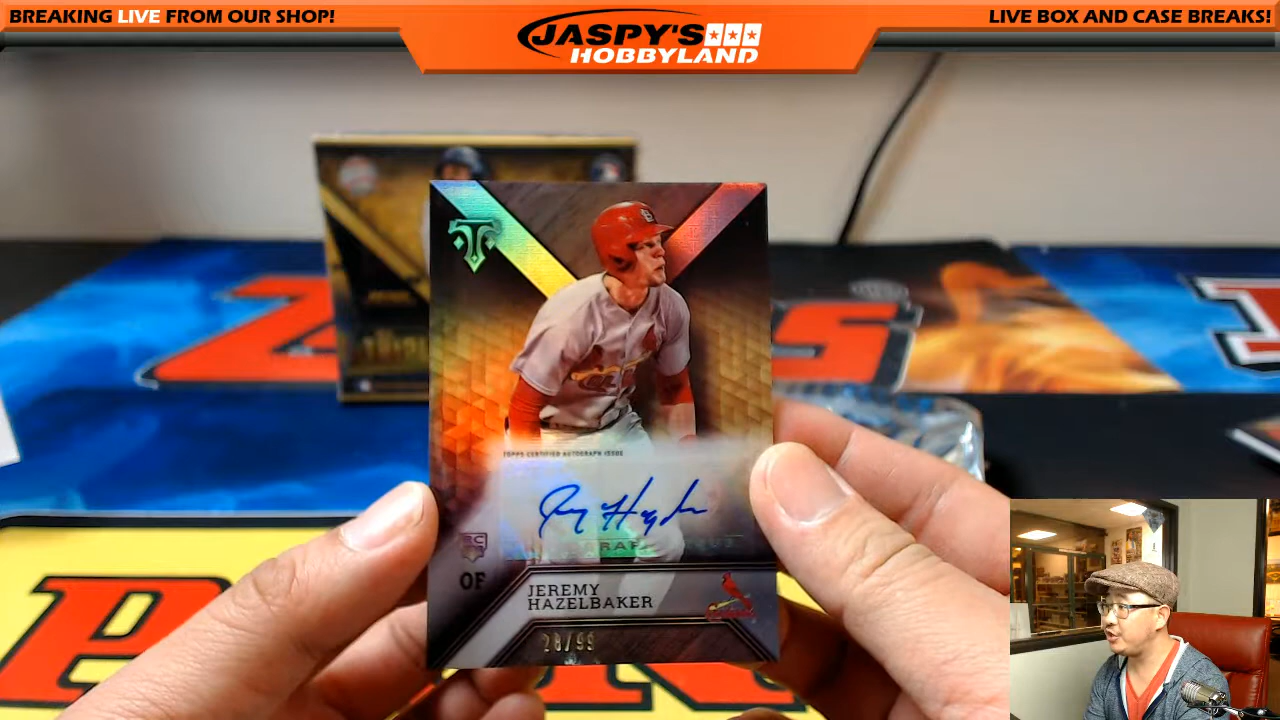 BREAKING LIVE FROM OUR SHOP!
JASPY'S
HOBBYLAND
LIVE BOX AND CASE BREAKS!
TOPPS CERTIFIED AUTOGRAPH ISSUE
RC
OF
JEREMY
HAZELBAKER
28/99